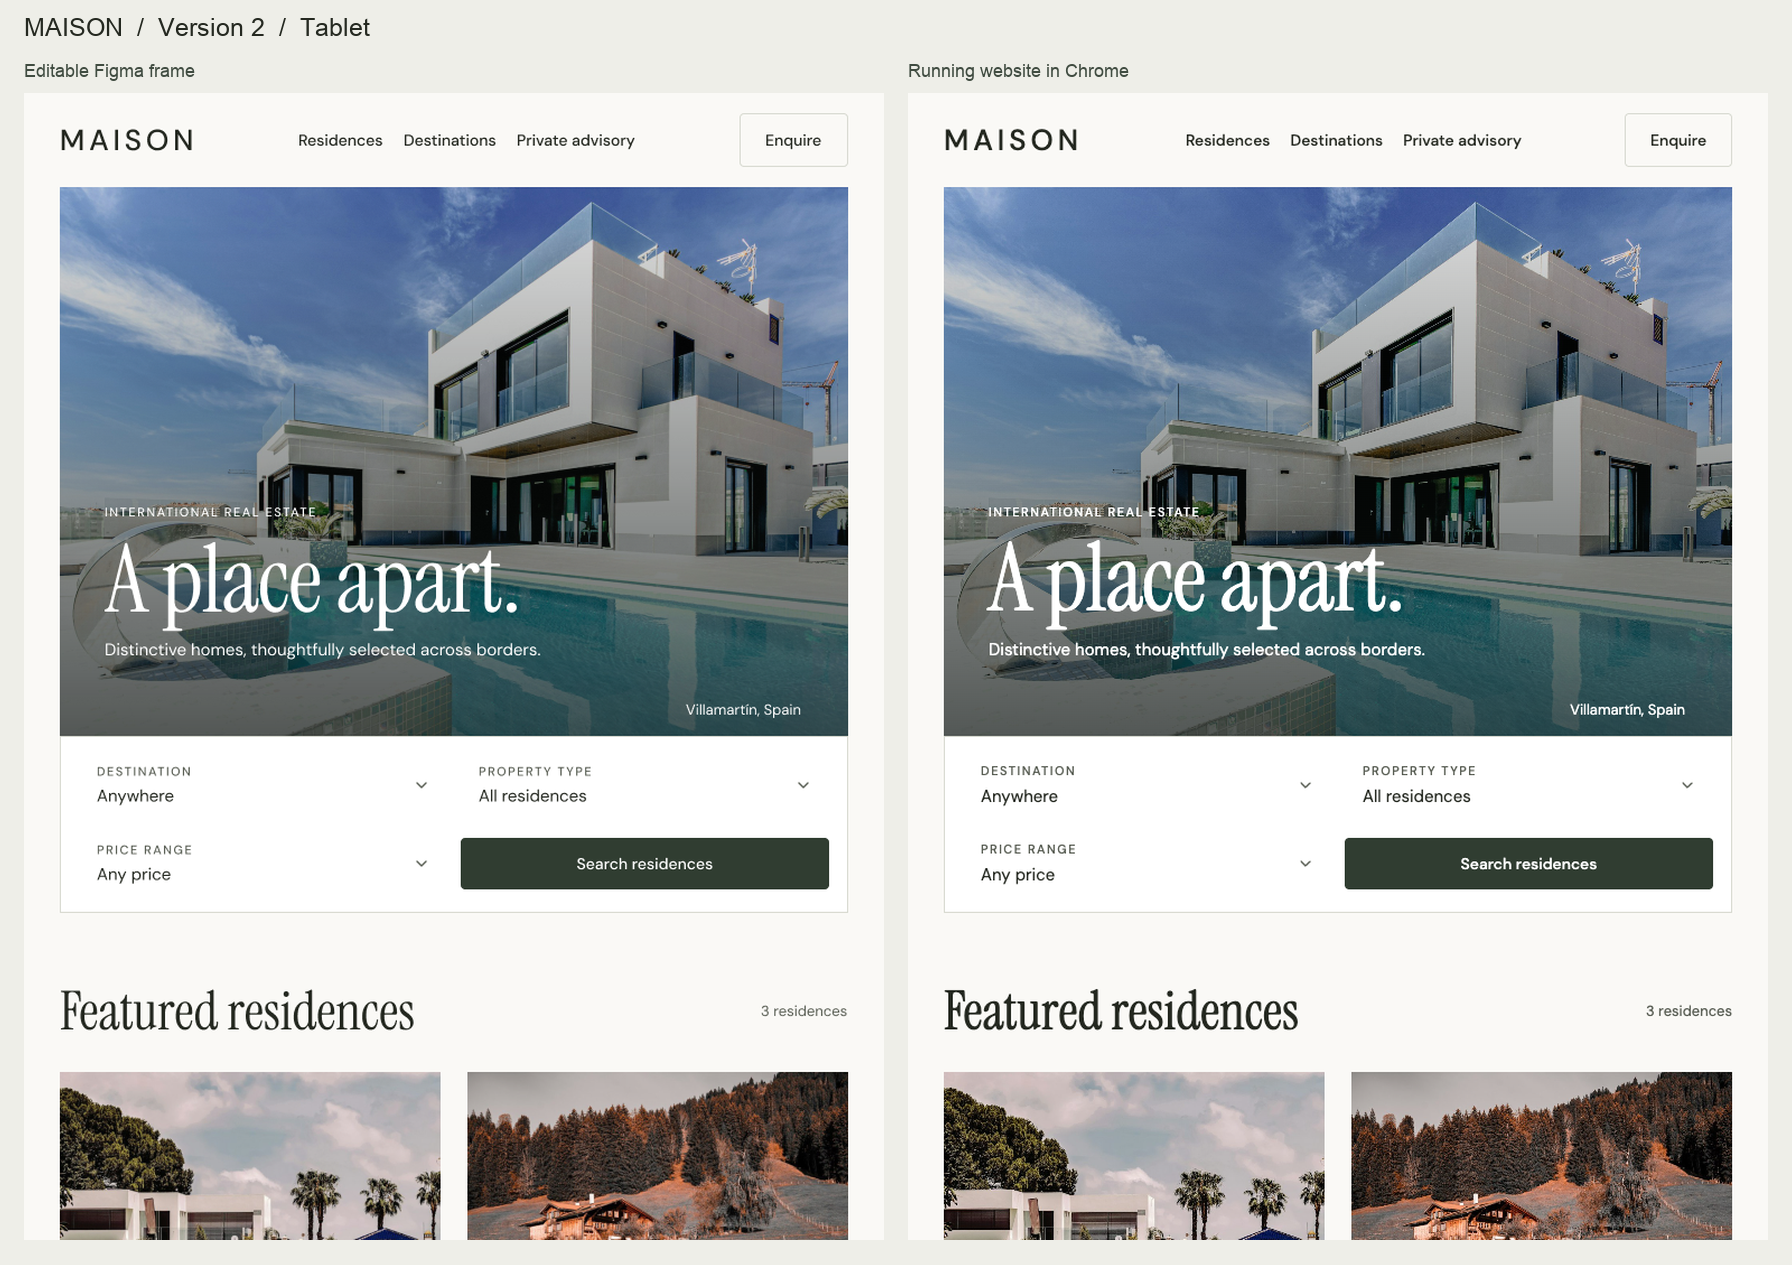 MAISON / Version 2 / Tablet
Editable Figma frame
MAISON
Residences Destinations Private advisory
Enquire
INTERNATIONAL REAL ESTATE
A place apart.
Distinctive homes, thoughtfully selected across borders.
Villamartín, Spain
DESTINATION
Anywhere
PROPERTY TYPE
All residences
PRICE RANGE
Any price
Search residences
Featured residences
3 residences
Running website in Chrome
MAISON
Residences Destinations Private advisory
Enquire
INTERNATIONAL REAL ESTATE
A place apart.
Distinctive homes, thoughtfully selected across borders.
Villamartín, Spain
DESTINATION
Anywhere
PROPERTY TYPE
All residences
PRICE RANGE
Any price
Search residences
Featured residences
3 residences